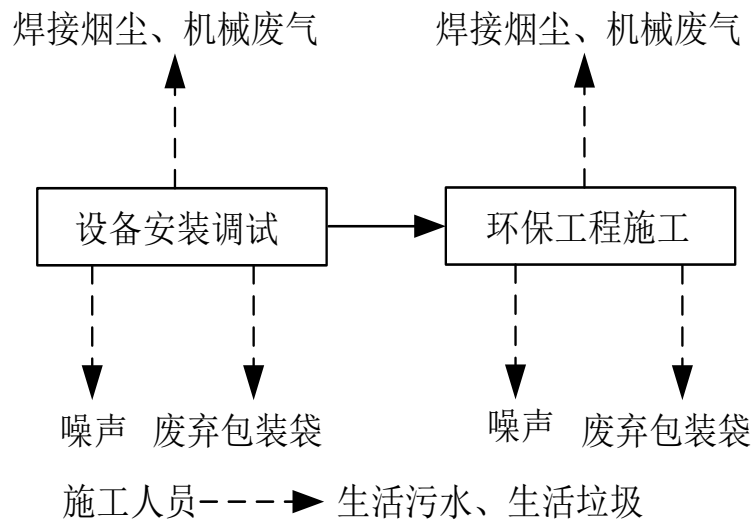 焊接烟尘、机械废气 焊接烟尘、机械废气
设备安装调试 环保工程施工
噪声 废弃包装袋 噪声 废弃包装袋
施工人员 生活污水、生活垃圾